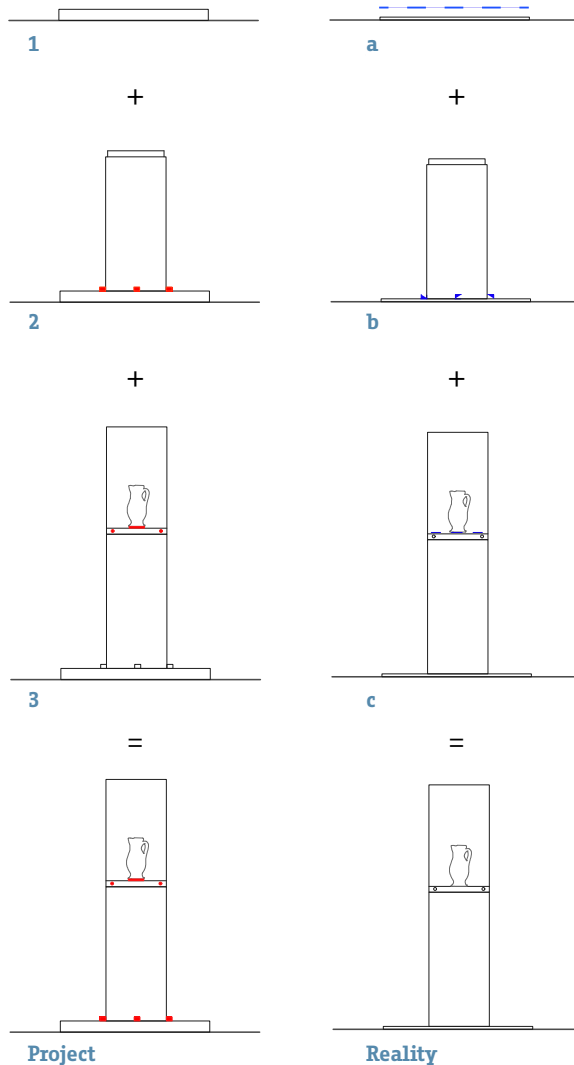 1
a
+
+
2
b
+
+
3
c
=
=
Project
Reality